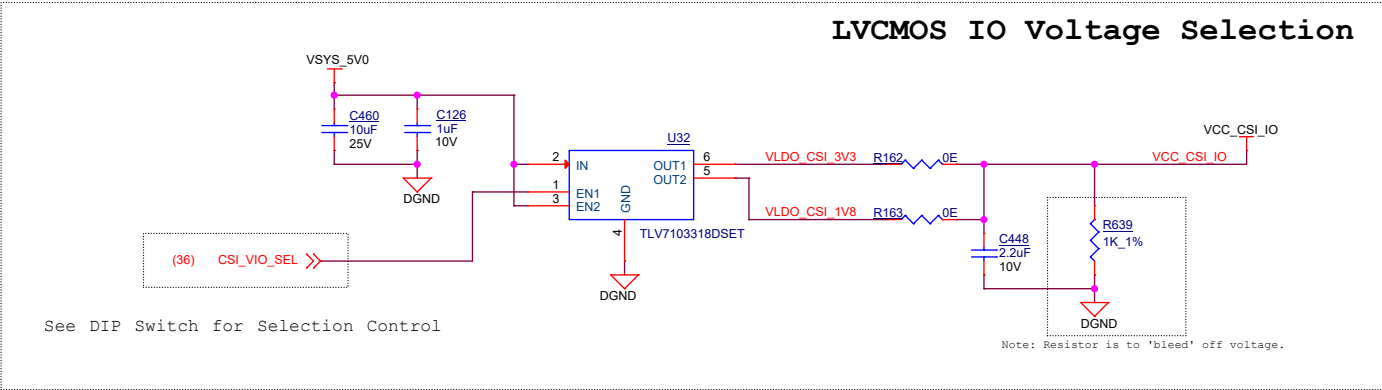 LVCMOS IO Voltage Selection
VSYS_5V0
C460
10uF
25V
C126
1uF
10V
DGND
U32
2
IN
1
EN1
3
EN2
GND
4
OUT1
6
OUT2
5
TLV7103318DSET
DGND
VLDO_CSI_3V3
R162
0E
VLDO_CSI_1V8
R163
0E
VCC_CSI_IO
VCC_CSI_IO
C448
2.2uF
10V
R639
1K_1%
DGND
Note: Resistor is to 'bleed' off voltage.
(36) CSI_VIO_SEL
See DIP Switch for Selection Control